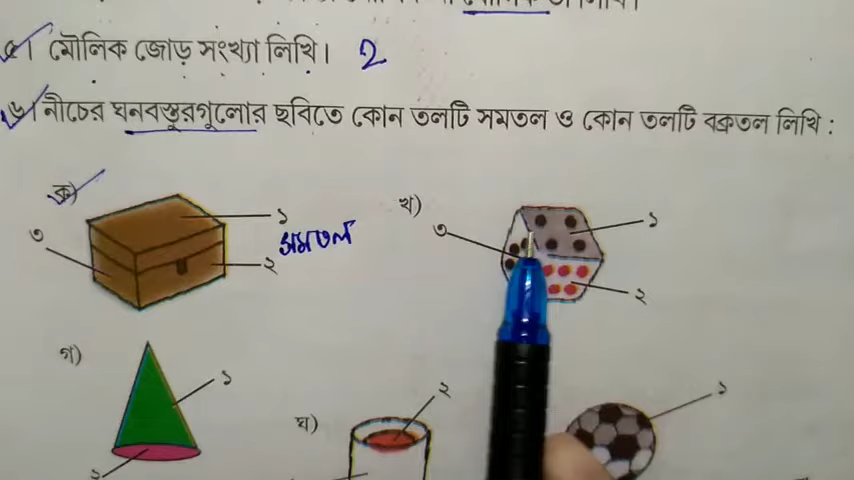 ৫। মৌলিক জোড় সংখ্যা লিখি। 2
৬। নীচের ঘনবস্তুরগুলোর ছবিতে কোন তলটি সমতল ও কোন তলটি বক্রতল লিখি :
ক) ১ ২ ৩ সমতল
খ) ১ ২ ৩
গ) ১ ২
ঘ) ২
১